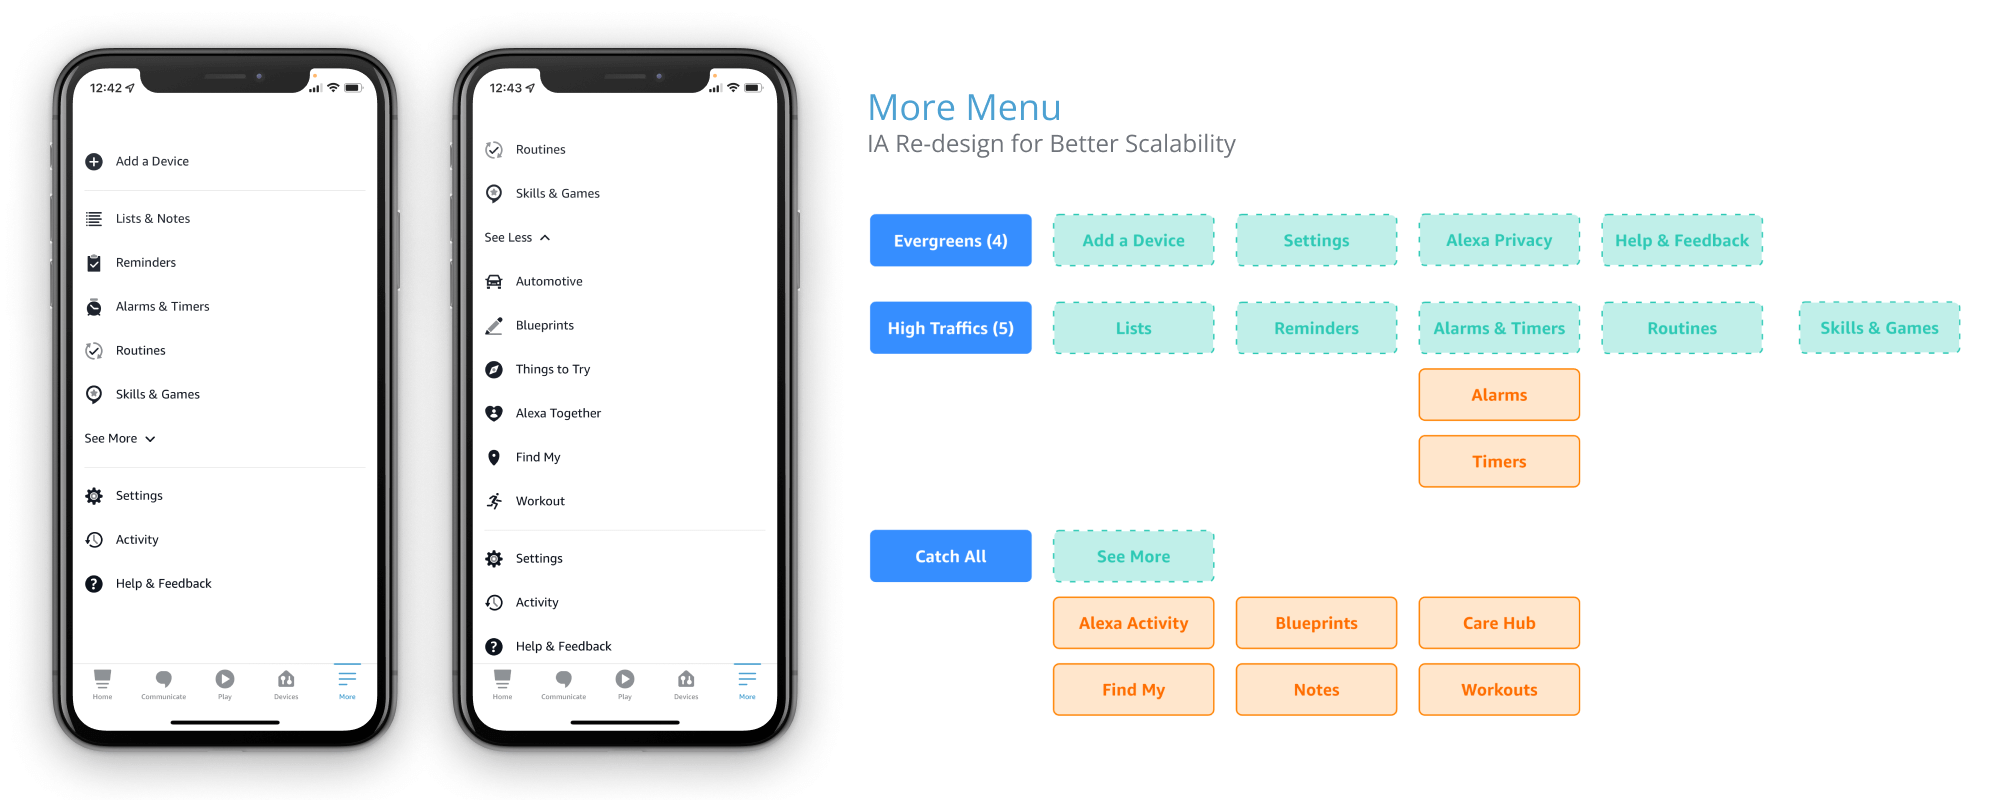 12:42
Add a Device
Lists & Notes
Reminders
Alarms & Timers
Routines
Skills & Games
See More
Settings
Activity
Help & Feedback
Home Communicate Play Devices More
12:43
Routines
Skills & Games
See Less
Automotive
Blueprints
Things to Try
Alexa Together
Find My
Workout
Settings
Activity
Help & Feedback
Home Communicate Play Devices More
More Menu
IA Re-design for Better Scalability
Evergreens (4) Add a Device Settings Alexa Privacy Help & Feedback
High Traffics (5) Lists Reminders Alarms & Timers Routines Skills & Games
Alarms
Timers
Catch All See More
Alexa Activity Blueprints Care Hub
Find My Notes Workouts